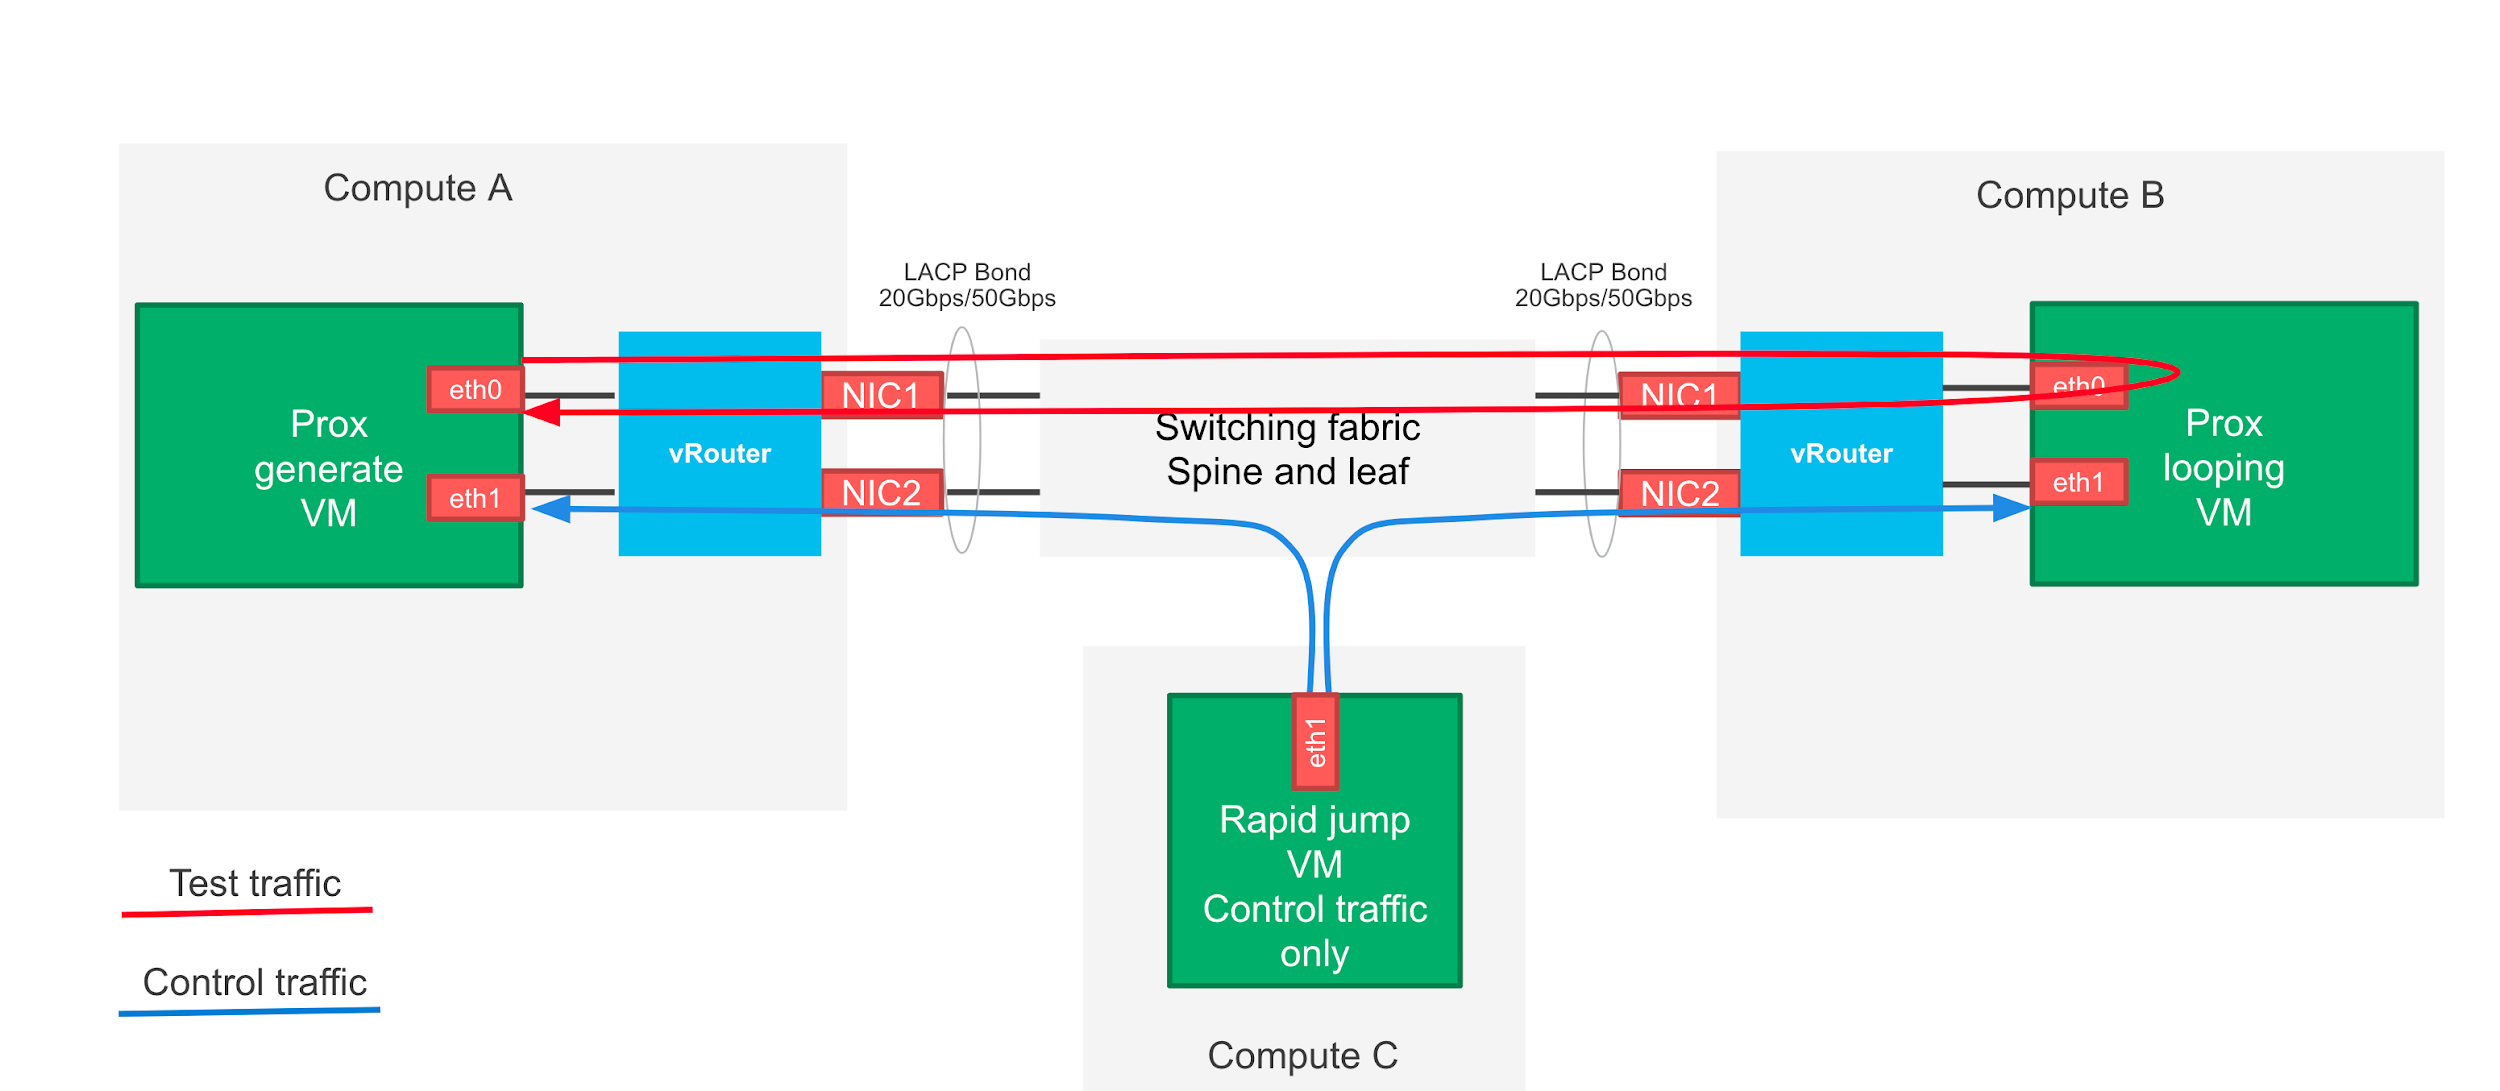 Compute A
Compute B
LACP Bond
20Gbps/50Gbps
LACP Bond
20Gbps/50Gbps
eth0
eth1
Prox
generate
VM
vRouter
NIC1
NIC2
Switching fabric
Spine and leaf
NIC1
NIC2
vRouter
eth0
eth1
Prox
looping
VM
eth1
Rapid jump
VM
Control traffic
only
Compute C
Test traffic
Control traffic